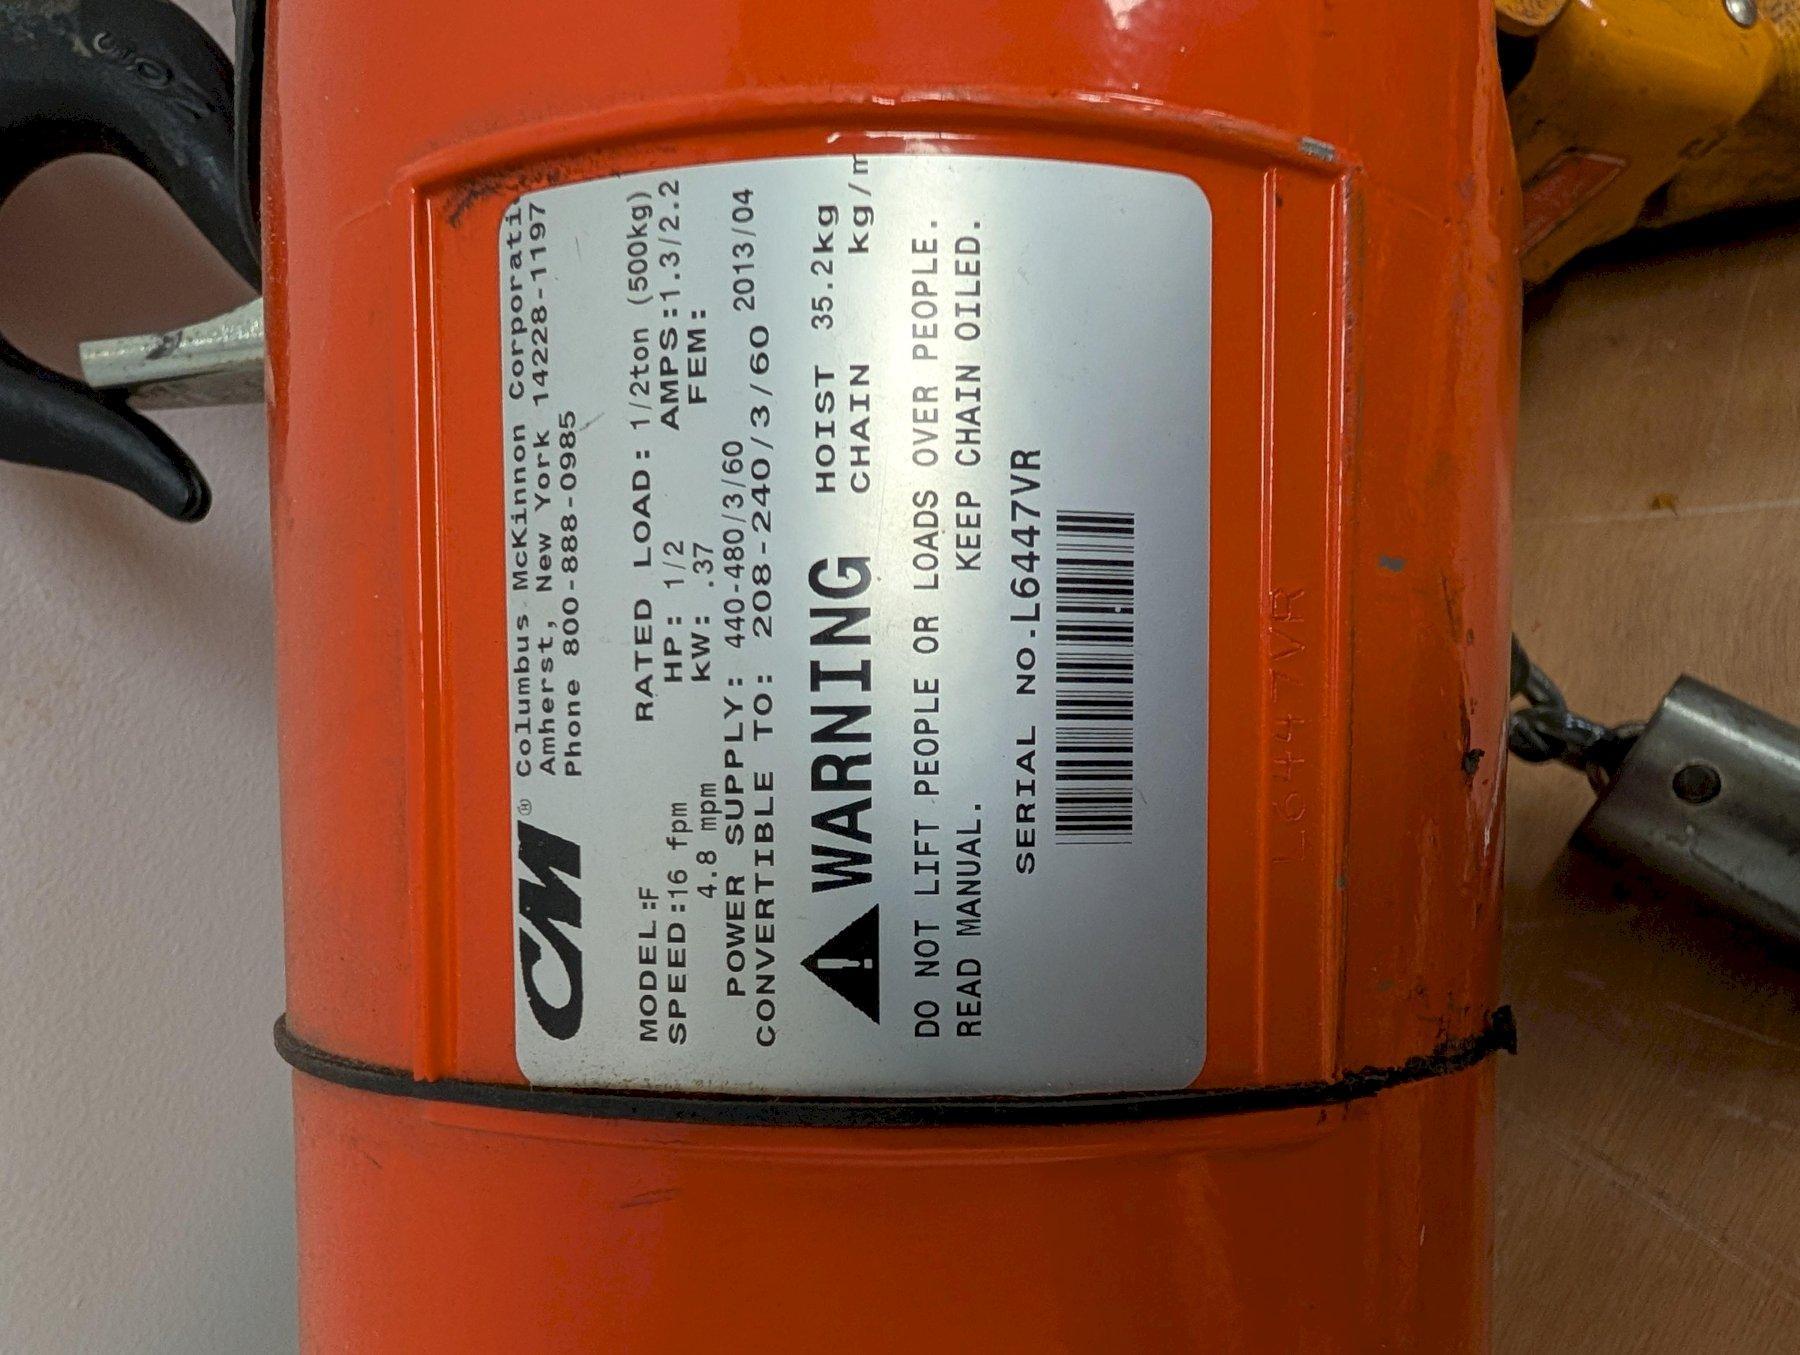 CM® Columbus McKinnon Corporati
Amherst, New York 14228-1197
Phone 800-888-0985
MODEL:F RATED LOAD: 1/2ton (500kg)
SPEED:16 fpm HP: 1/2 AMPS:1.3/2.2
4.8 mpm kW: .37 FEM:
POWER SUPPLY: 440-480/3/60
CONVERTIBLE TO: 208-240/3/60 2013/04
WARNING HOIST 35.2kg
CHAIN kg/m
DO NOT LIFT PEOPLE OR LOADS OVER PEOPLE.
READ MANUAL. KEEP CHAIN OILED.
SERIAL NO.L6447VR
L6447VR